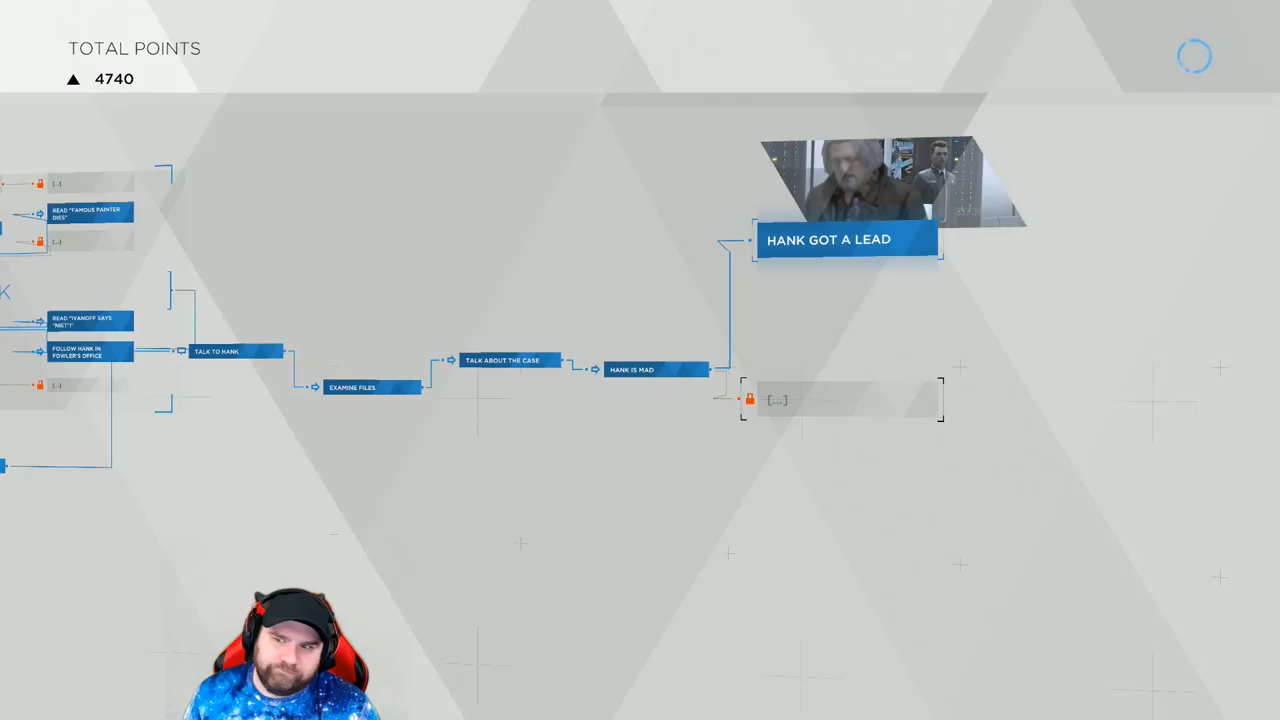 TOTAL POINTS
4740
[...]
READ "FAMOUS PAINTER
DIES"
[...]
HANK GOT A LEAD
K
READ "IVANOFF SAYS
"NIET"!"
FOLLOW HANK IN
FOWLER'S OFFICE
TALK TO HANK
TALK ABOUT THE CASE
HANK IS MAD
EXAMINE FILES
[...]
[...]